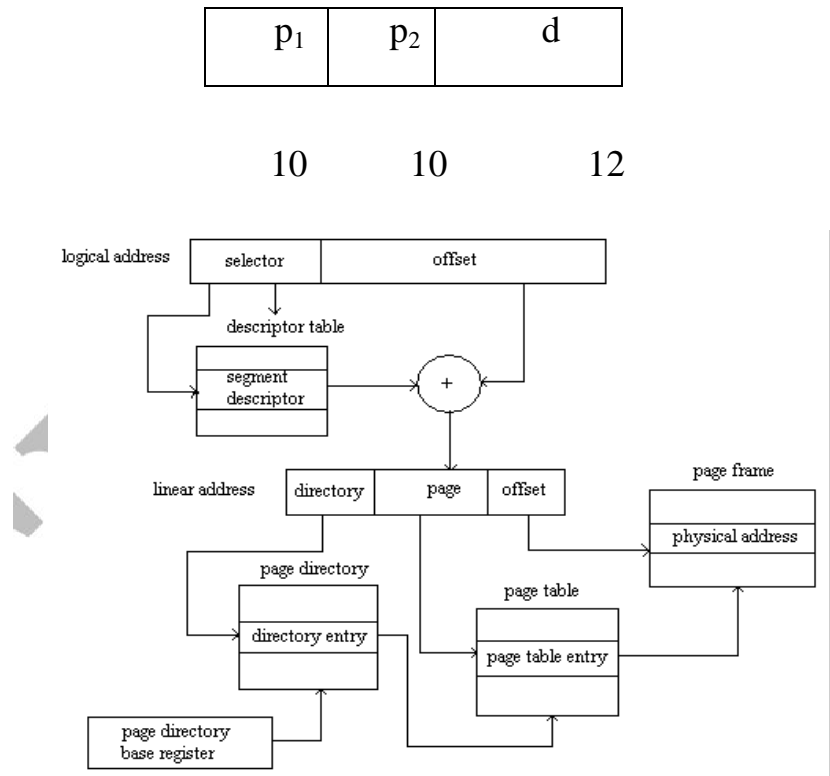 p₁ p₂ d
10 10 12
logical address selector offset
descriptor table
segment
descriptor
+
linear address directory page offset
page frame
physical address
page directory
page table
directory entry
page table entry
page directory
base register